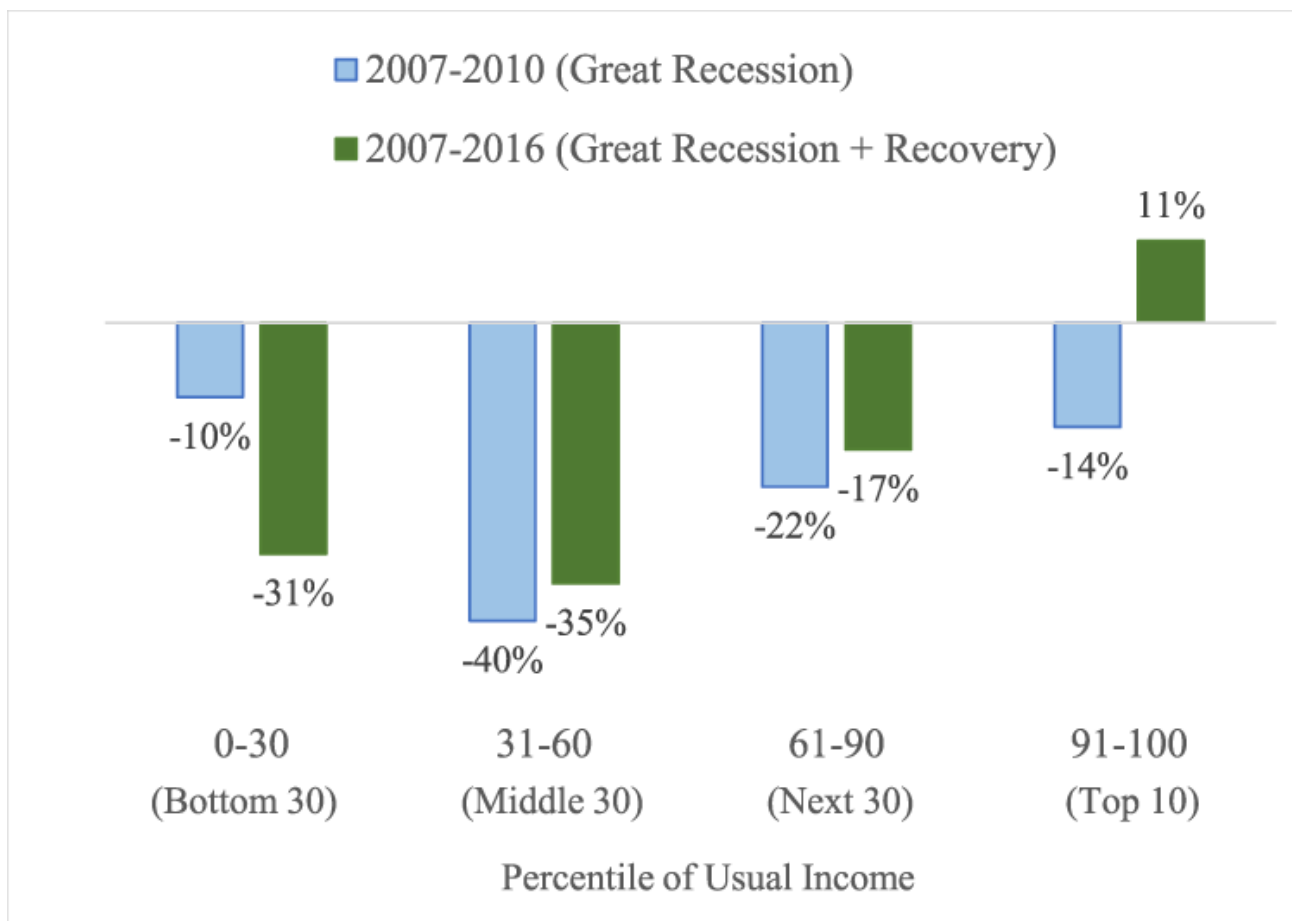 2007-2010 (Great Recession)
2007-2016 (Great Recession + Recovery)
11%
-10%
-31%
-40%
-35%
-22%
-17%
-14%
0-30
(Bottom 30)
31-60
(Middle 30)
61-90
(Next 30)
91-100
(Top 10)
Percentile of Usual Income